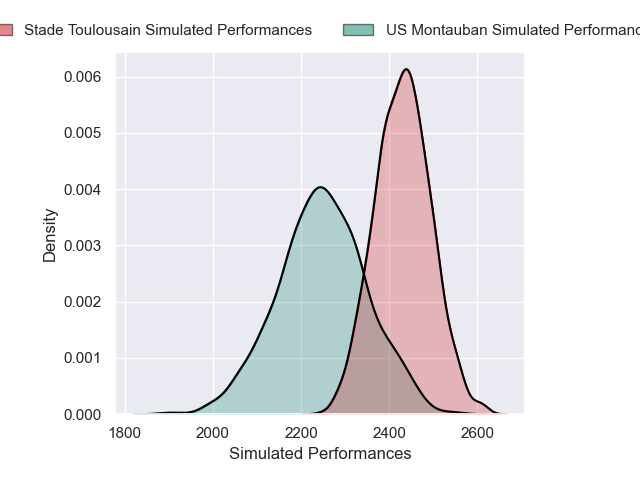 Stade Toulousain Simulated Performances US Montauban Simulated Performanc
0.006
0.005
0.004
0.003
0.002
0.001
0.000
Density
1800 2000 2200 2400 2600
Simulated Performances